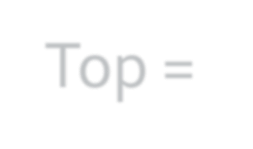 Top =